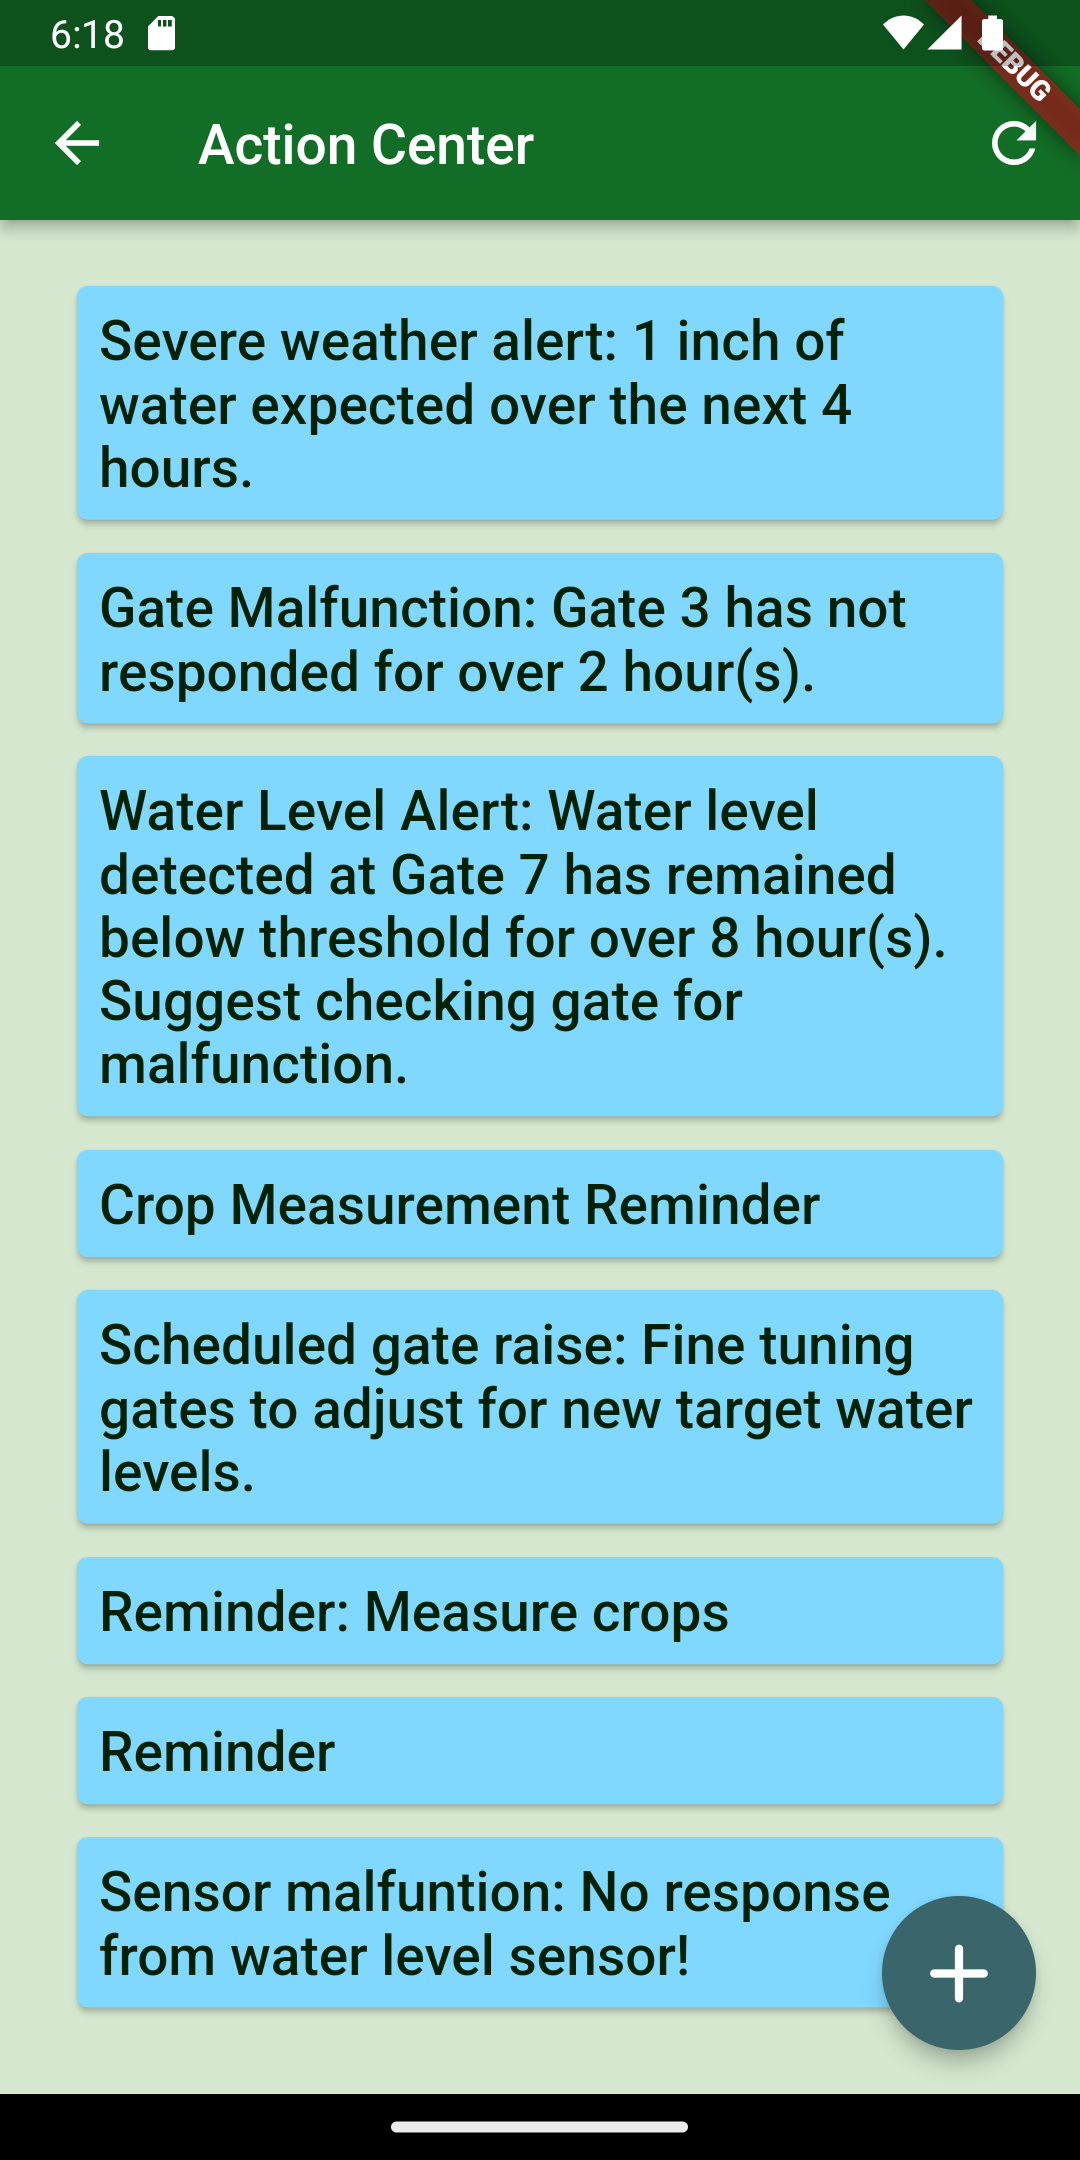 6:18
Action Center
Severe weather alert: 1 inch of
water expected over the next 4
hours.
Gate Malfunction: Gate 3 has not
responded for over 2 hour(s).
Water Level Alert: Water level
detected at Gate 7 has remained
below threshold for over 8 hour(s).
Suggest checking gate for
malfunction.
Crop Measurement Reminder
Scheduled gate raise: Fine tuning
gates to adjust for new target water
levels.
Reminder: Measure crops
Reminder
Sensor malfuntion: No response
from water level sensor!